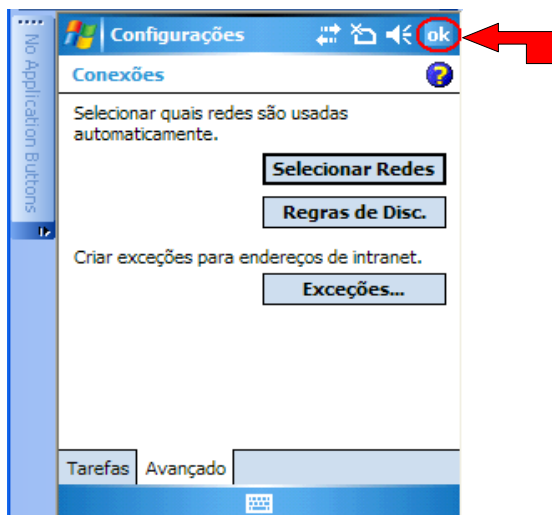 No Application Buttons
Configurações
ok
Conexões
?
Selecionar quais redes são usadas
automaticamente.
Selecionar Redes
Regras de Disc.
Criar exceções para endereços de intranet.
Exceções...
Tarefas
Avançado